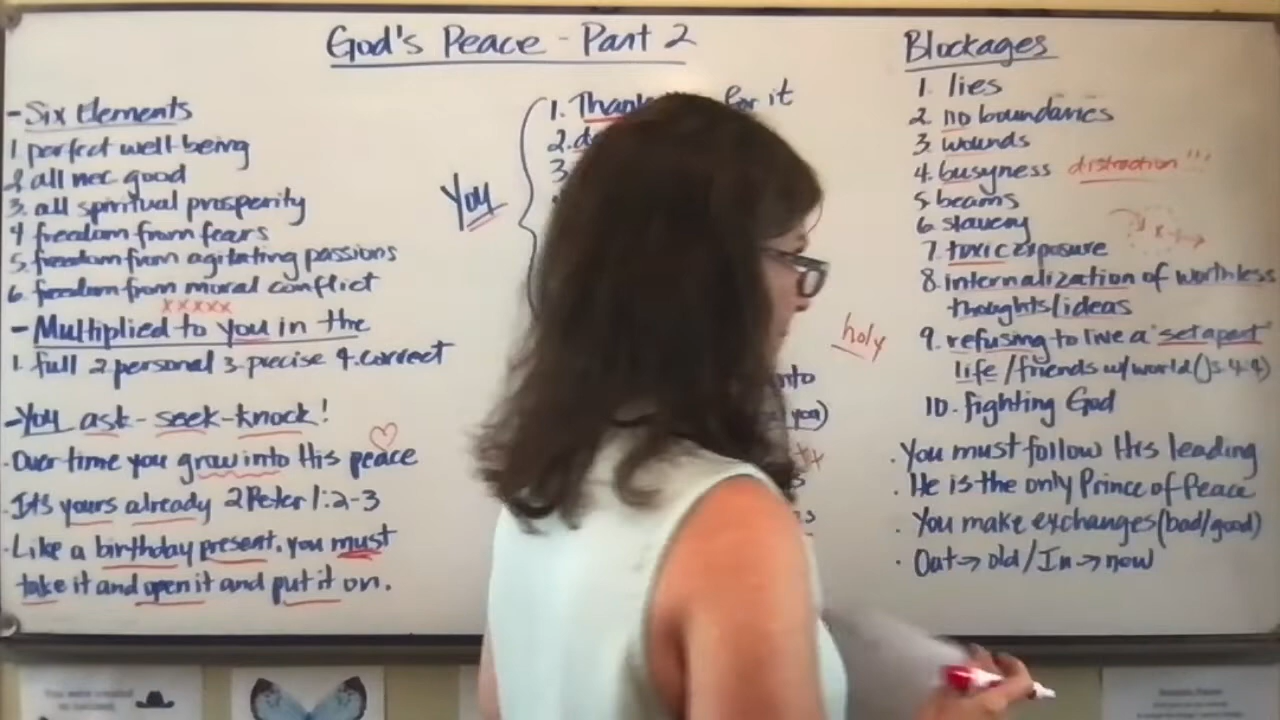 God's Peace - Part 2
- Six Elements
1. perfect well-being
2. all nec good
3. all spiritual prosperity
4 freedom from fears
5. freedom from agitating passions
6. freedom from moral conflict
xxxxx
- Multiplied to you in the
1. full 2 personal 3. precise 4. correct
- You ask - seek - knock!
. Over time you grow into His peace
. It's yours already 2 Peter 1:2-3
. Like a birthday present, you must
take it and open it and put it on.
You
1. Thank for it
2.
3
holy
you)
Blockages
1. lies
2. no boundaries
3. wounds
4. busyness distraction!!!
5. beams
6. slavery
7. toxic exposure
8. internalization of worthless
thoughts/ideas
9. refusing to live a "set apart"
life / friends w/ world (Js 4:4)
10. fighting God
. You must follow His leading
. He is the only Prince of Peace
. You make exchanges (bad/good)
. Out → old / In → new